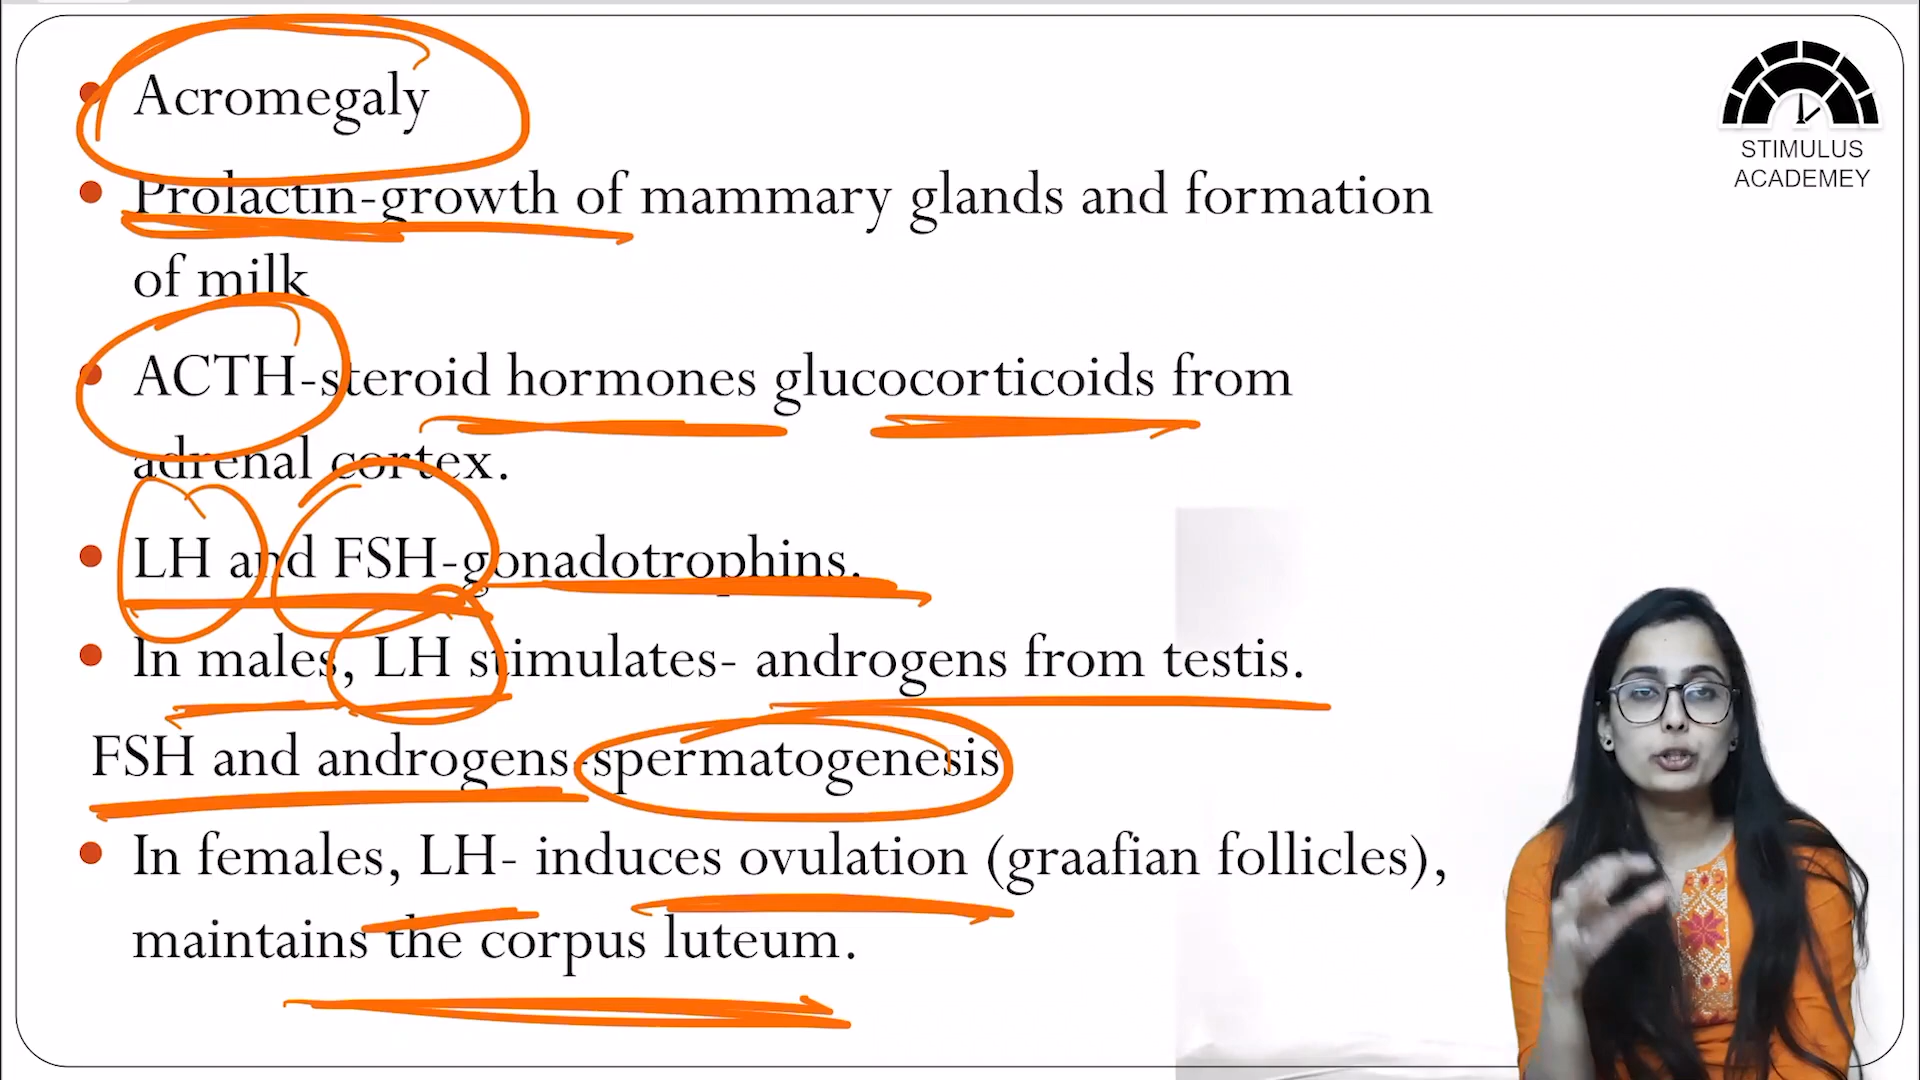 Acromegaly
Prolactin-growth of mammary glands and formation
of milk
ACTH-steroid hormones glucocorticoids from
adrenal cortex.
LH and FSH-gonadotrophins.
In males, LH stimulates- androgens from testis.
FSH and androgens-spermatogenesis
In females, LH- induces ovulation (graafian follicles),
maintains the corpus luteum.
STIMULUS
ACADEMEY